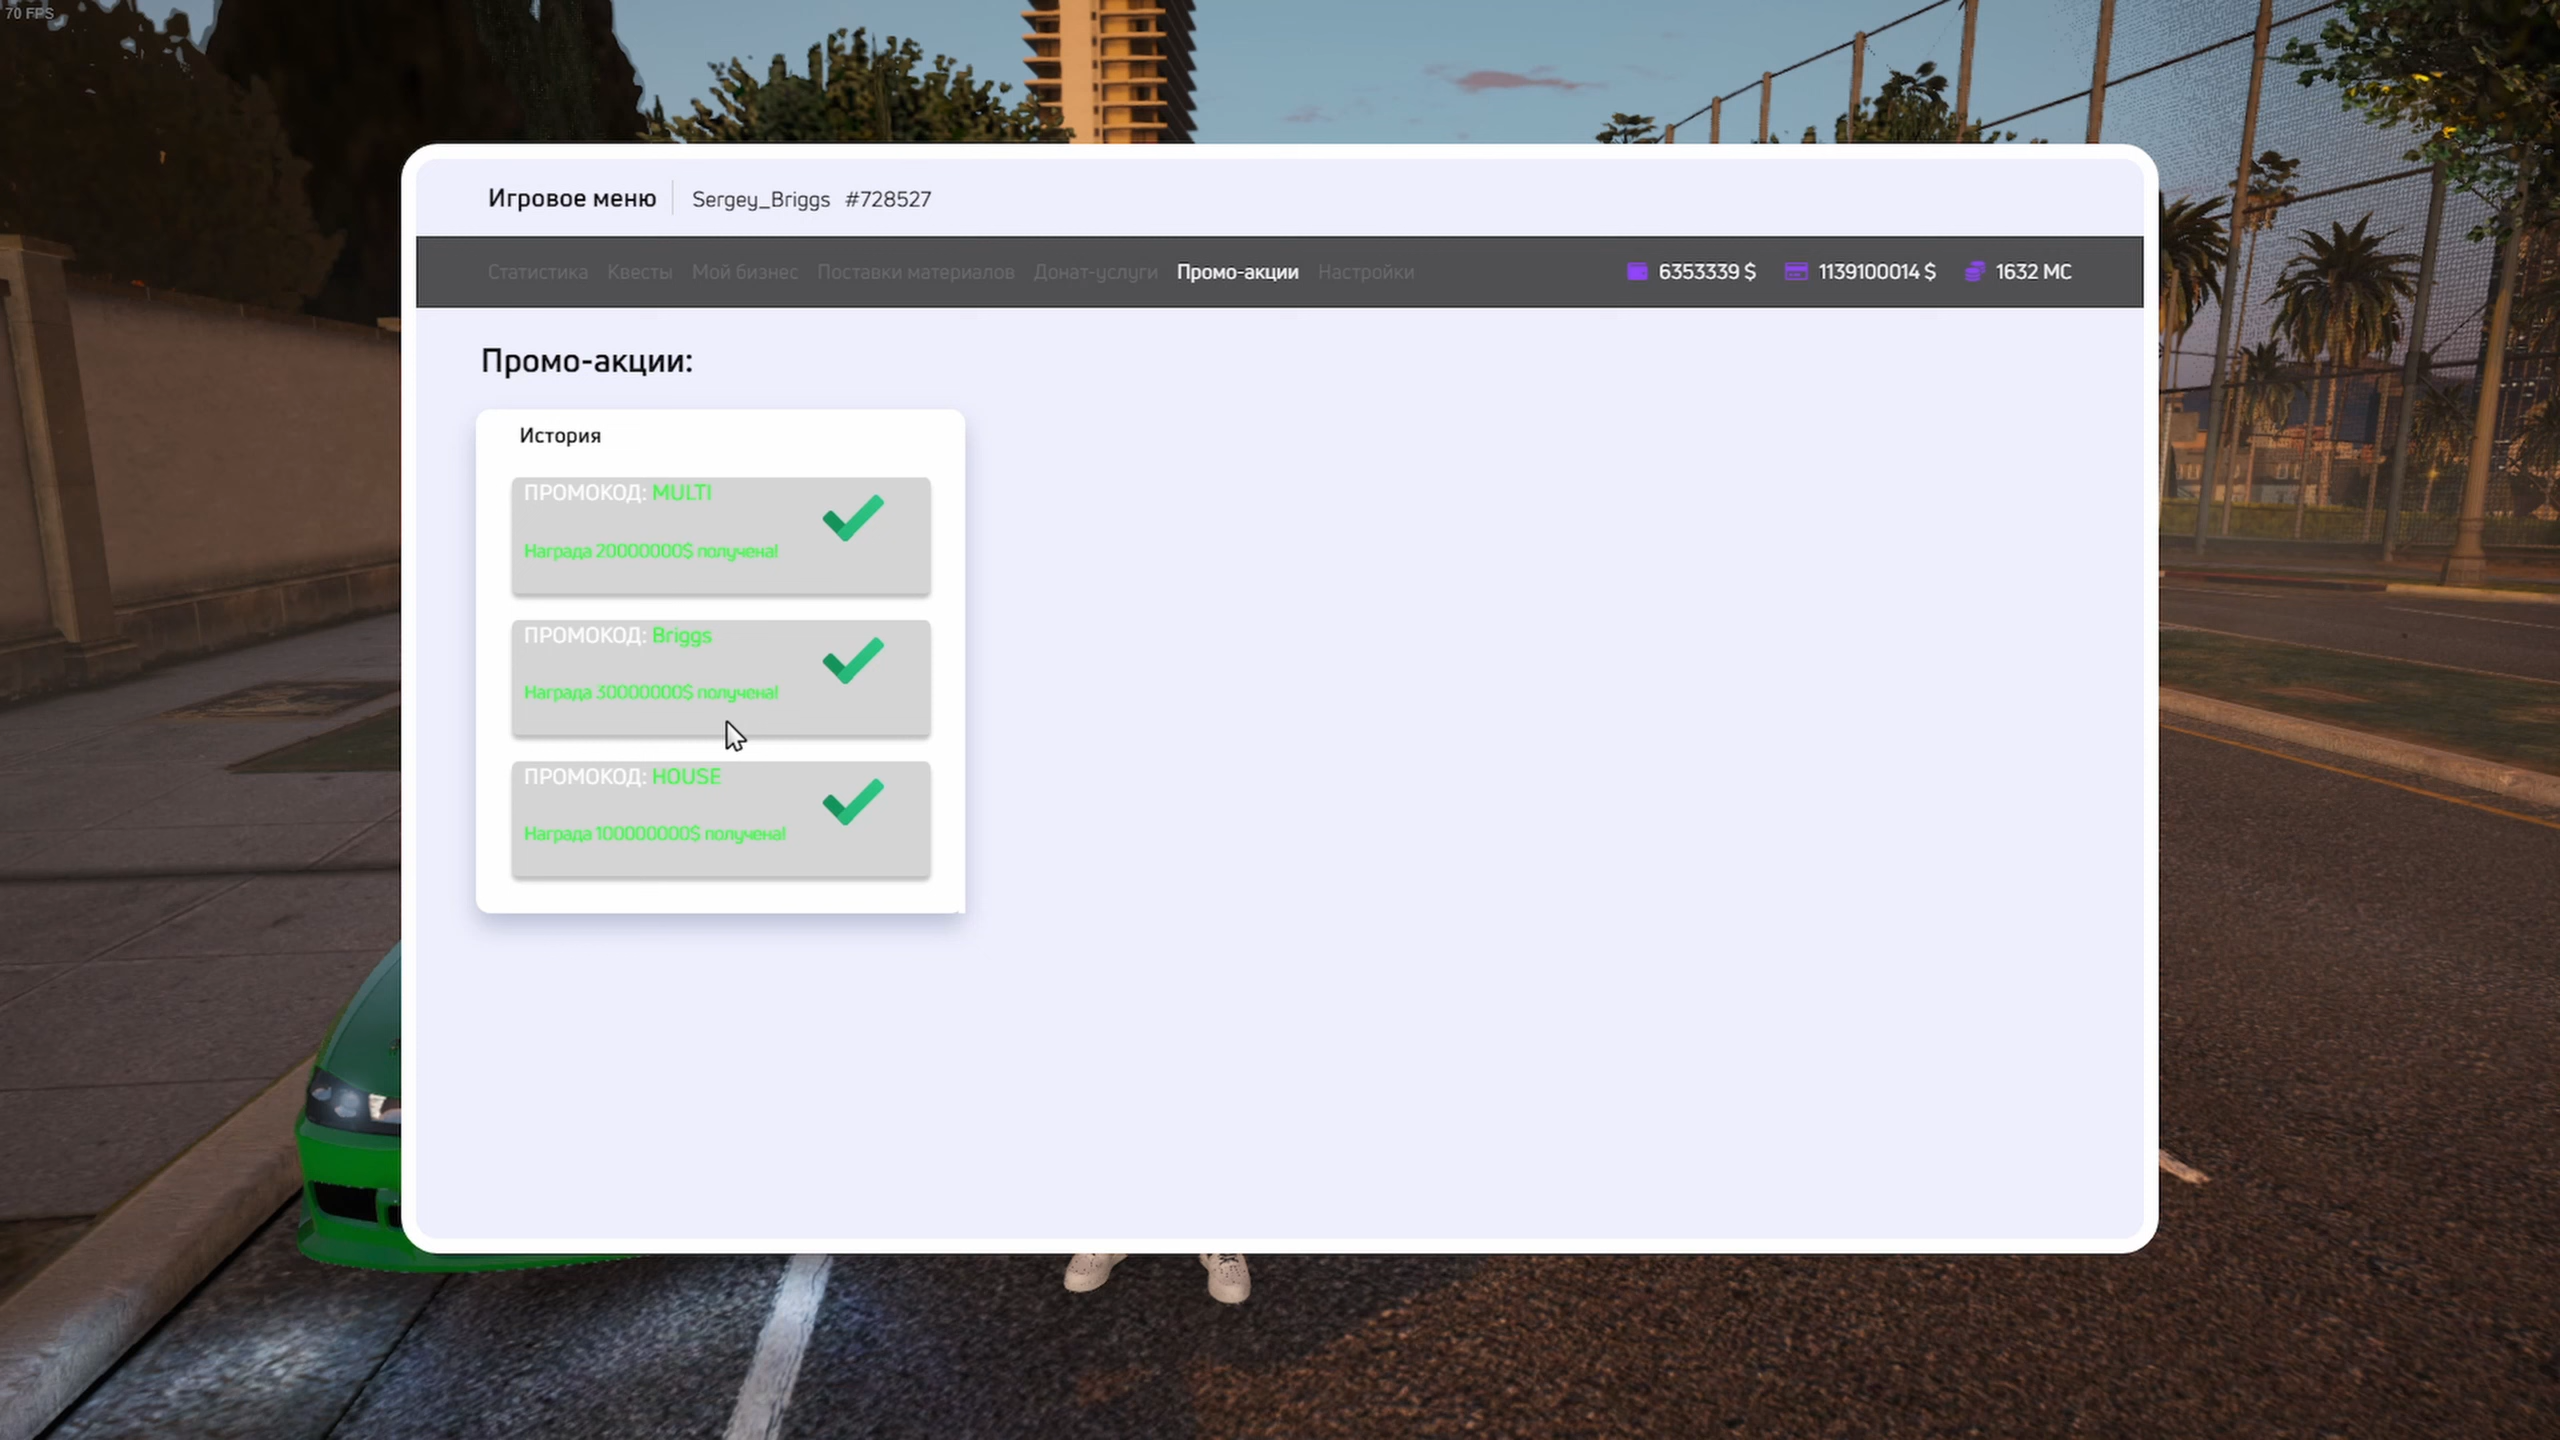 70 FPS
Игровое меню Sergey_Briggs #728527
Статистика Квесты Мой бизнес Поставки материалов Донат-услуги Промо-акции Настройки 6353339 $ 1139100014 $ 1632 MC
Промо-акции:
История
ПРОМОКОД: MULTI
Награда 20000000$ получена!
ПРОМОКОД: Briggs
Награда 30000000$ получена!
ПРОМОКОД: HOUSE
Награда 100000000$ получена!